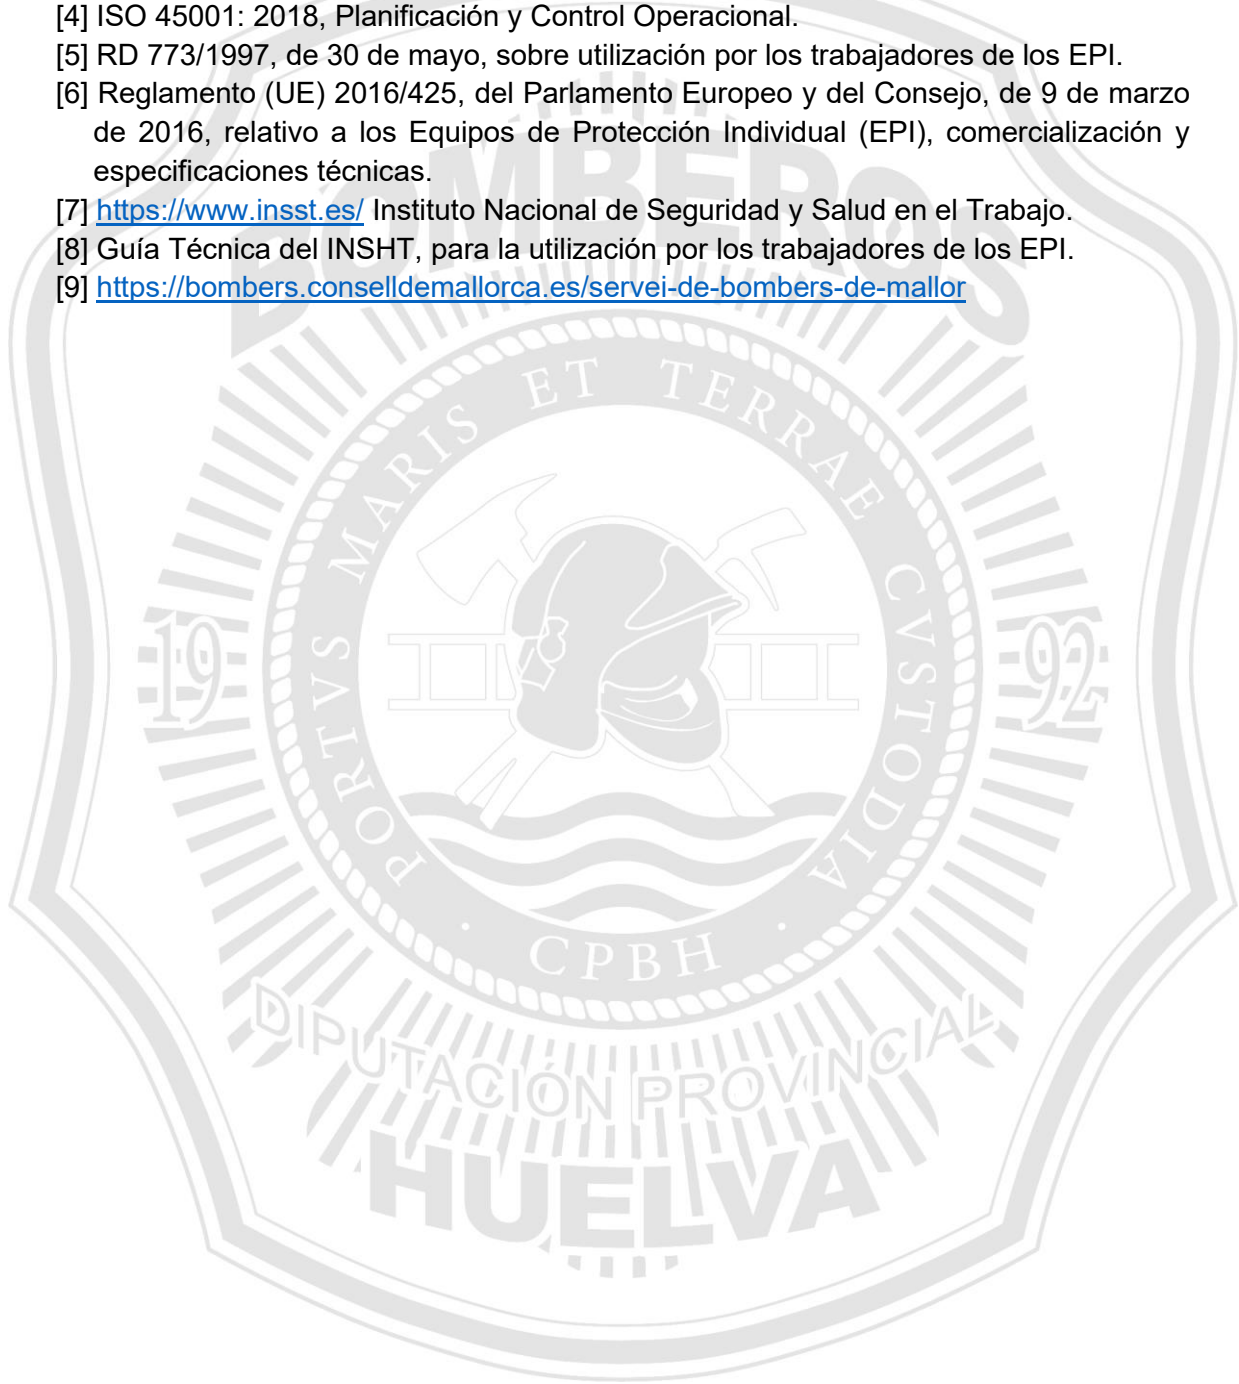 [4] ISO 45001: 2018, Planificación y Control Operacional.
[5] RD 773/1997, de 30 de mayo, sobre utilización por los trabajadores de los EPI.
[6] Reglamento (UE) 2016/425, del Parlamento Europeo y del Consejo, de 9 de marzo
de 2016, relativo a los Equipos de Protección Individual (EPI), comercialización y
especificaciones técnicas.
[7] https://www.insst.es/ Instituto Nacional de Seguridad y Salud en el Trabajo.
[8] Guía Técnica del INSHT, para la utilización por los trabajadores de los EPI.
[9] https://bombers.conselldemallorca.es/servei-de-bombers-de-mallor
BOMBEROS
PORTVS MARIS ET TERRAE CVSTODIA
19 92
· CPBH ·
DIPUTACIÓN PROVINCIAL
HUELVA